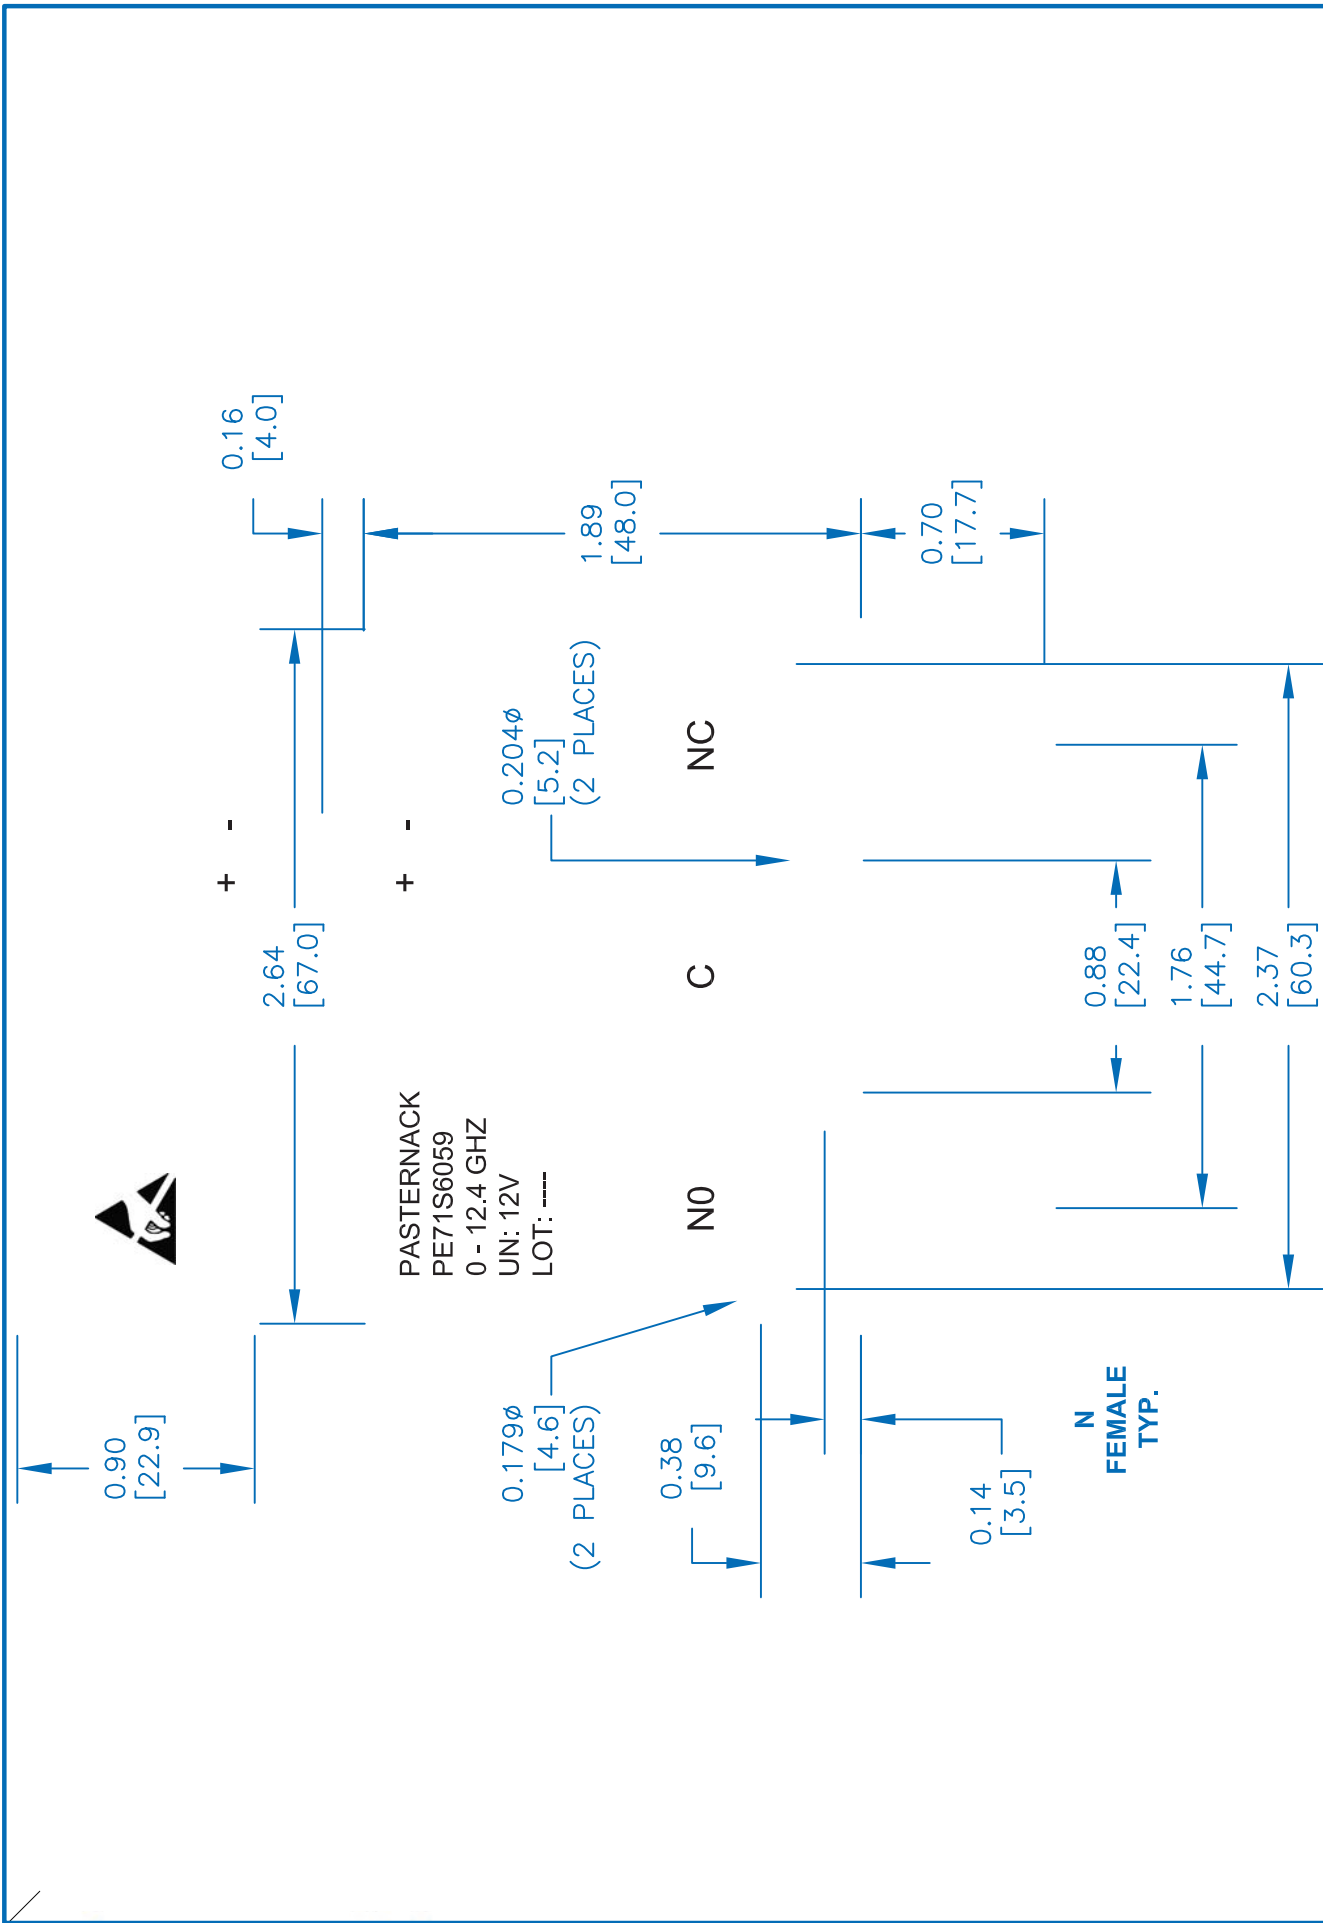 0.90
[22.9]
+ -
0.16
[4.0]
2.64
[67.0]
+ -
PASTERNACK
PE71S6059
0 - 12.4 GHZ
UN: 12V
LOT: ----
0.179ø
[4.6]
(2 PLACES)
0.204ø
[5.2]
(2 PLACES)
1.89
[48.0]
0.38
[9.6]
N0
C
NC
0.70
[17.7]
0.14
[3.5]
N
FEMALE
TYP.
0.88
[22.4]
1.76
[44.7]
2.37
[60.3]